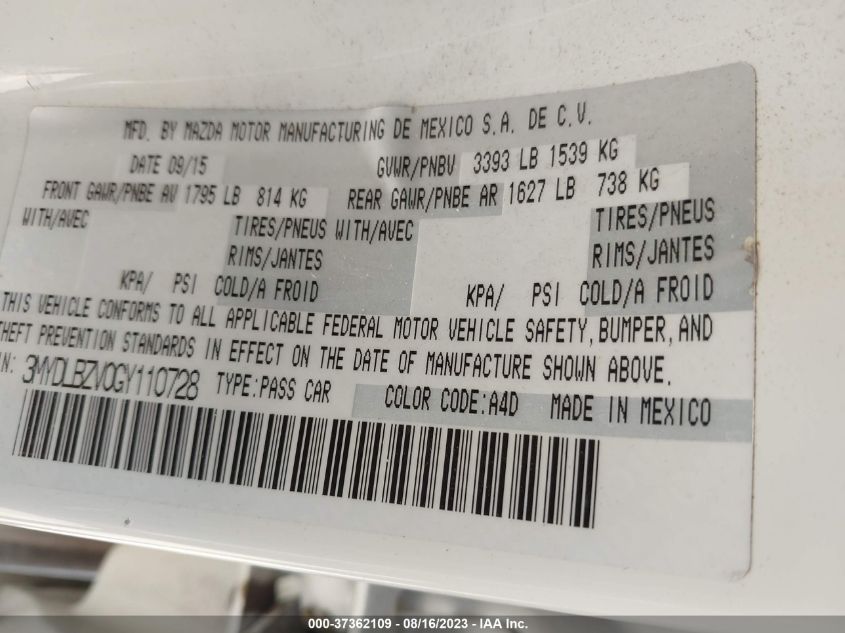 MFD. BY MAZDA MOTOR MANUFACTURING DE MEXICO S.A. DE C.V.
DATE 09/15 GVWR/PNBV 3393 LB 1539 KG
FRONT GAWR/PNBE AV 1795 LB 814 KG REAR GAWR/PNBE AR 1627 LB 738 KG
WITH/AVEC TIRES/PNEUS WITH/AVEC TIRES/PNEUS
RIMS/JANTES RIMS/JANTES
KPA/ PSI COLD/A FROID KPA/ PSI COLD/A FROID
THIS VEHICLE CONFORMS TO ALL APPLICABLE FEDERAL MOTOR VEHICLE SAFETY, BUMPER, AND
THEFT PREVENTION STANDARDS IN EFFECT ON THE DATE OF MANUFACTURE SHOWN ABOVE.
IN: 3MYDLBZV0GY110728 TYPE:PASS CAR COLOR CODE:A4D MADE IN MEXICO
000-37362109 - 08/16/2023 - IAA Inc.